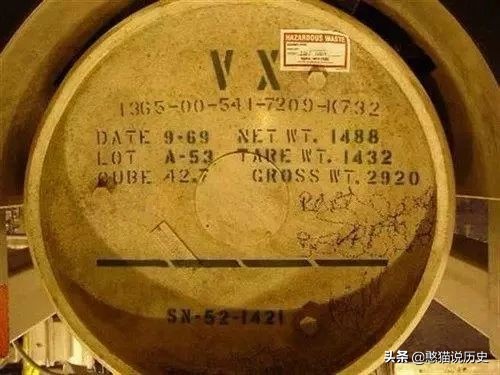 HAZARDOUS WASTE
VX
1365-00-541-7209-K732
DATE 9-69 NET WT. 1488
LOT A-53 TARE WT. 1432
CUBE 42.7 GROSS WT. 2920
SN-52-1421
头条 @憨猫说历史